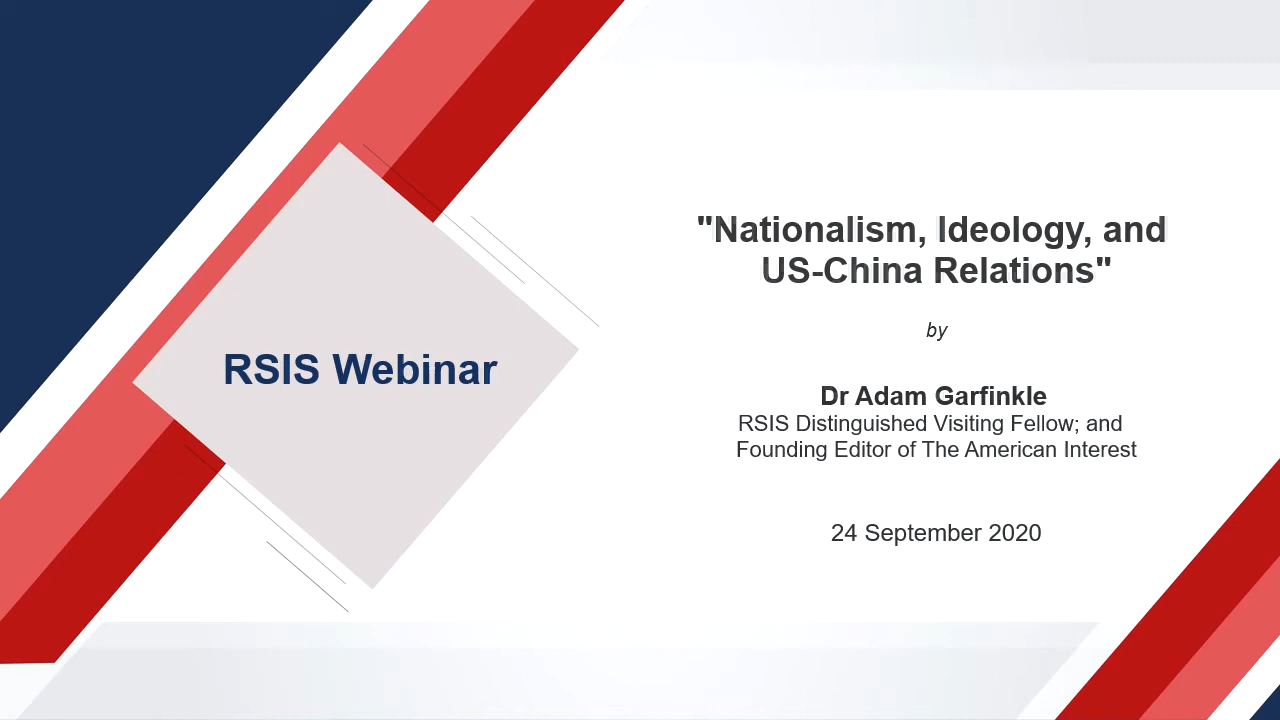 RSIS Webinar
"Nationalism, Ideology, and
US-China Relations"
by
Dr Adam Garfinkle
RSIS Distinguished Visiting Fellow; and
Founding Editor of The American Interest
24 September 2020